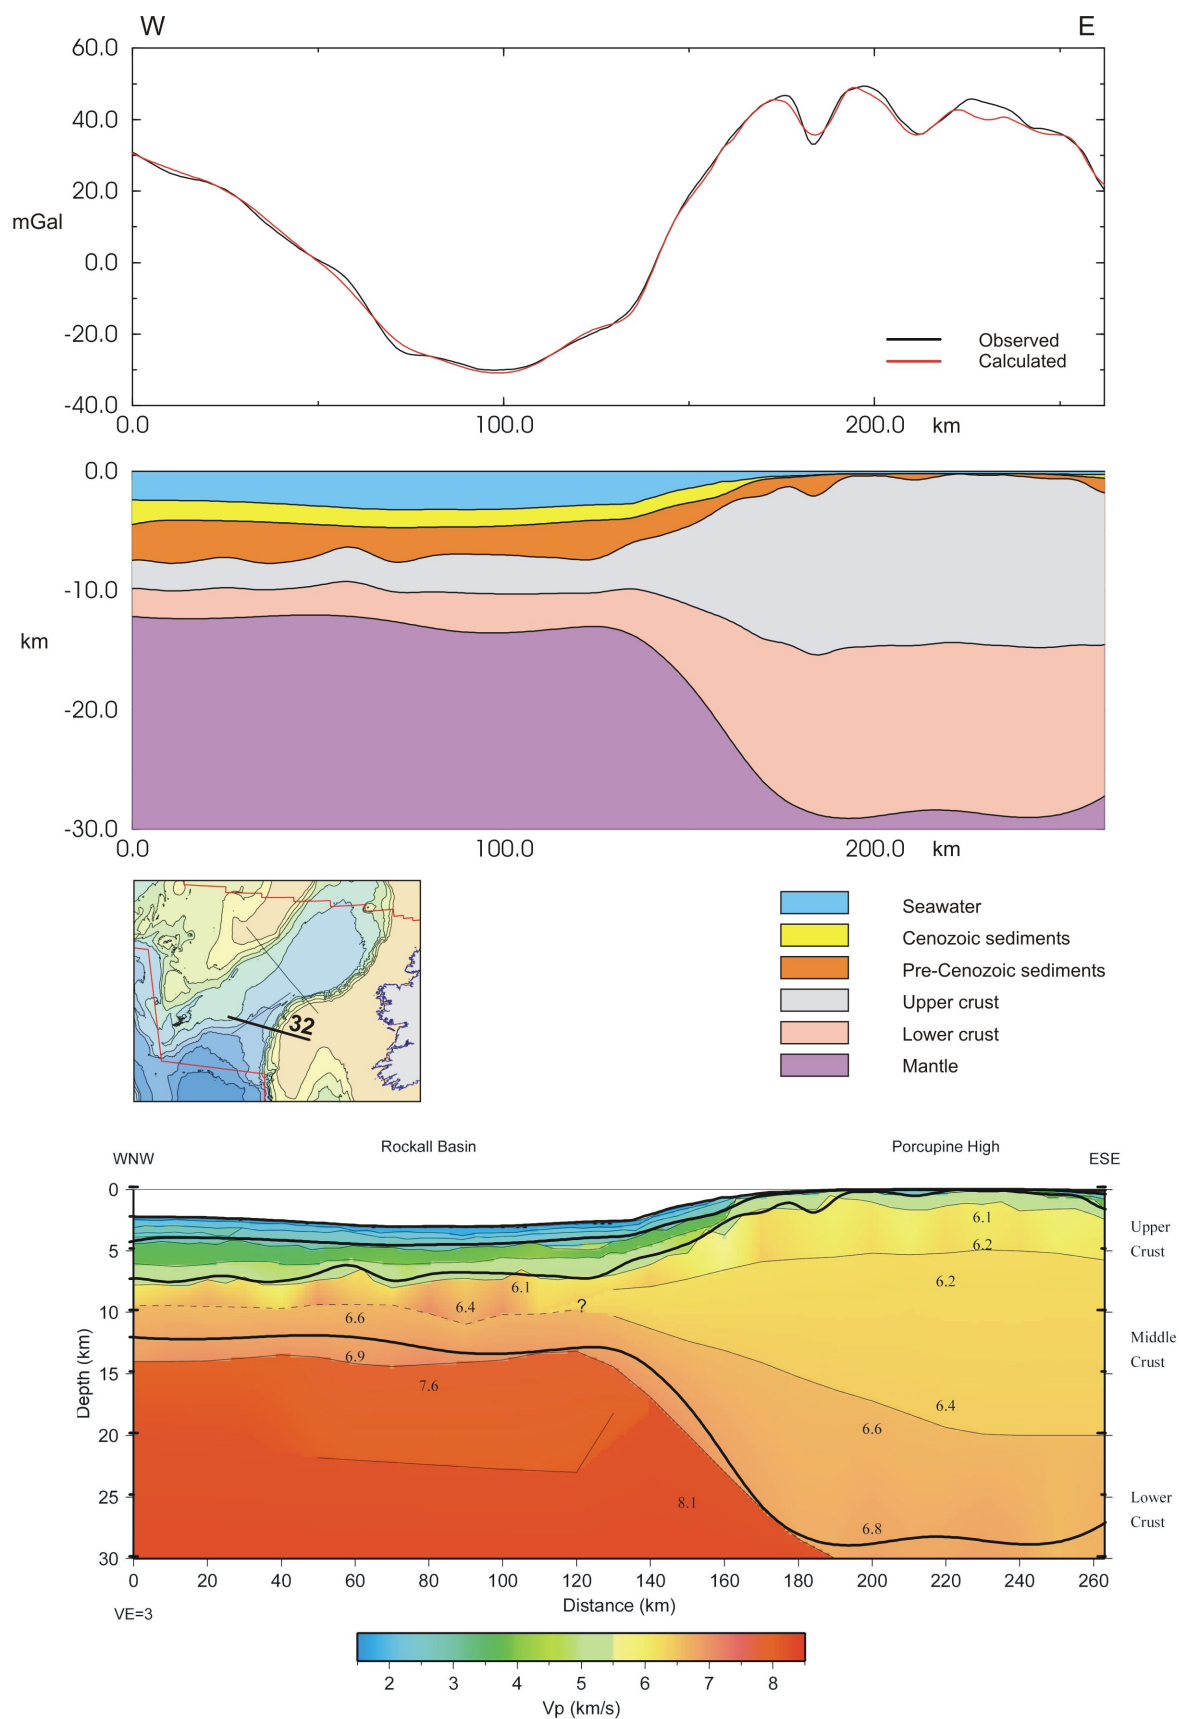 W E
60.0
40.0
20.0
mGal
0.0
-20.0
Observed
Calculated
-40.0
0.0 100.0 200.0 km
0.0
-10.0
km
-20.0
-30.0
0.0 100.0 200.0 km
32
Seawater
Cenozoic sediments
Pre-Cenozoic sediments
Upper crust
Lower crust
Mantle
Rockall Basin Porcupine High
WNW ESE
0
5
10
15
20
25
30
Depth (km)
6.1
6.2
6.2
6.1
6.4
?
6.6
6.9
7.6
6.4
6.6
8.1
6.8
Upper
Crust
Middle
Crust
Lower
Crust
0 20 40 60 80 100 120 140 160 180 200 220 240 260
Distance (km)
VE=3
2 3 4 5 6 7 8
Vp (km/s)